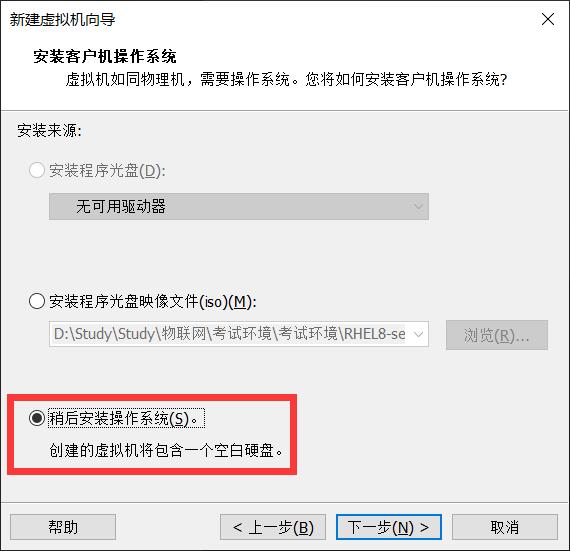 新建虚拟机向导
安装客户机操作系统
虚拟机如同物理机，需要操作系统。您将如何安装客户机操作系统?
安装来源:
安装程序光盘(D):
无可用驱动器
安装程序光盘映像文件(iso)(M):
D:\Study\Study\物联网\考试环境\考试环境\RHEL8-se
浏览(R)...
稍后安装操作系统(S)。
创建的虚拟机将包含一个空白硬盘。
帮助
< 上一步(B)
下一步(N) >
取消